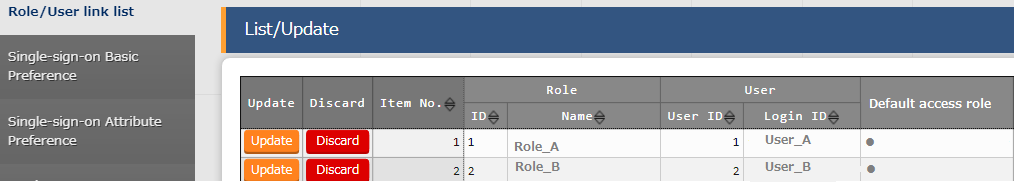 Role/User link list
Single-sign-on Basic
Preference
Single-sign-on Attribute
Preference
List/Update
Update Discard Item No. Role User Default access role
ID Name User ID Login ID
Update Discard 1 1 Role_A 1 User_A ●
Update Discard 2 2 Role_B 2 User_B ●